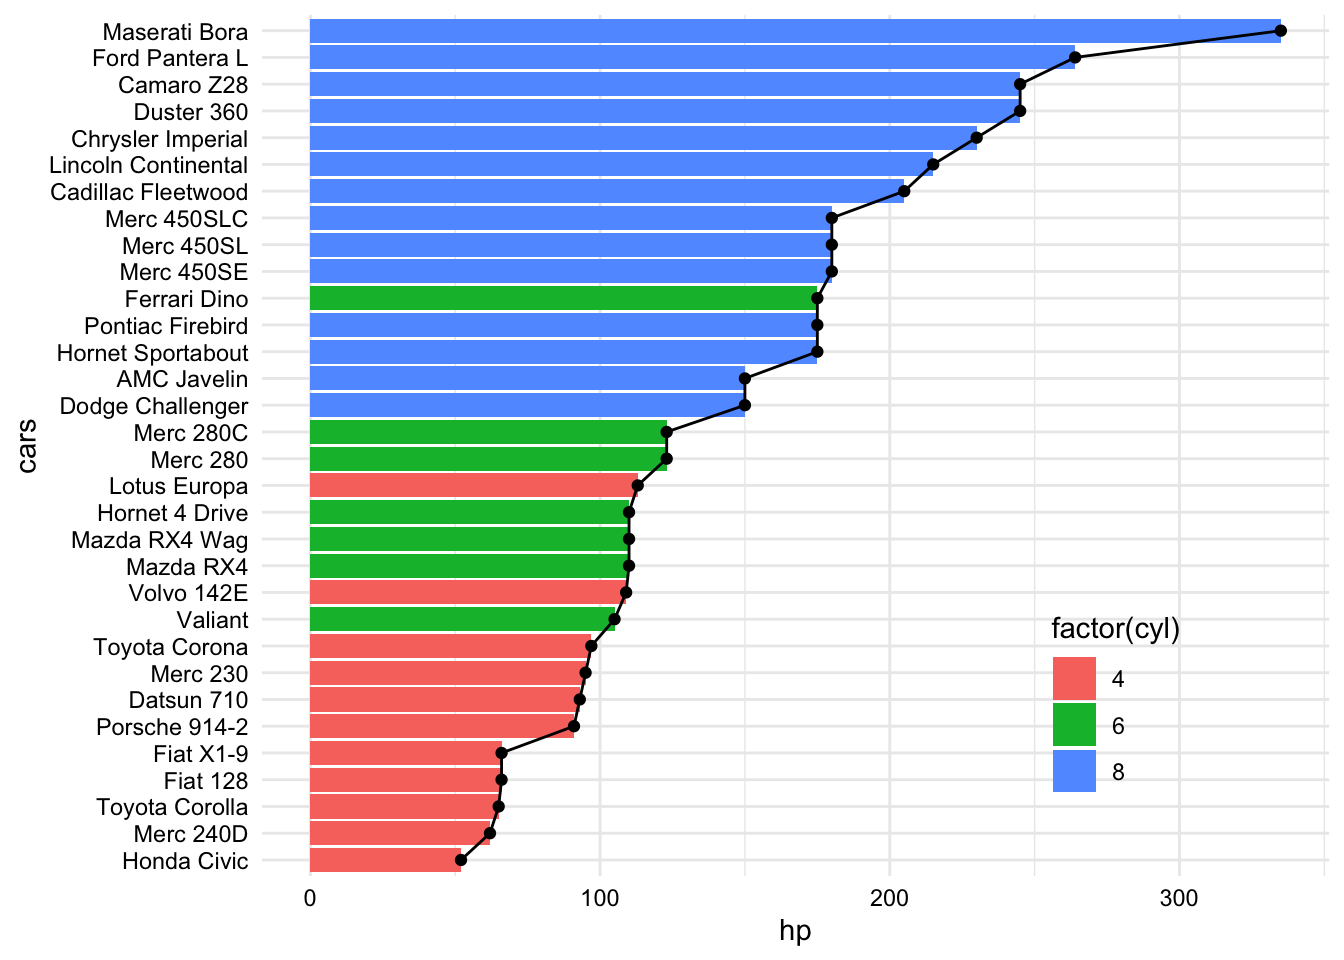 Maserati Bora
Ford Pantera L
Camaro Z28
Duster 360
Chrysler Imperial
Lincoln Continental
Cadillac Fleetwood
Merc 450SLC
Merc 450SL
Merc 450SE
Ferrari Dino
Pontiac Firebird
Hornet Sportabout
AMC Javelin
Dodge Challenger
Merc 280C
Merc 280
Lotus Europa
Hornet 4 Drive
Mazda RX4 Wag
Mazda RX4
Volvo 142E
Valiant
Toyota Corona
Merc 230
Datsun 710
Porsche 914-2
Fiat X1-9
Fiat 128
Toyota Corolla
Merc 240D
Honda Civic
cars
factor(cyl)
4
6
8
0 100 200 300
hp